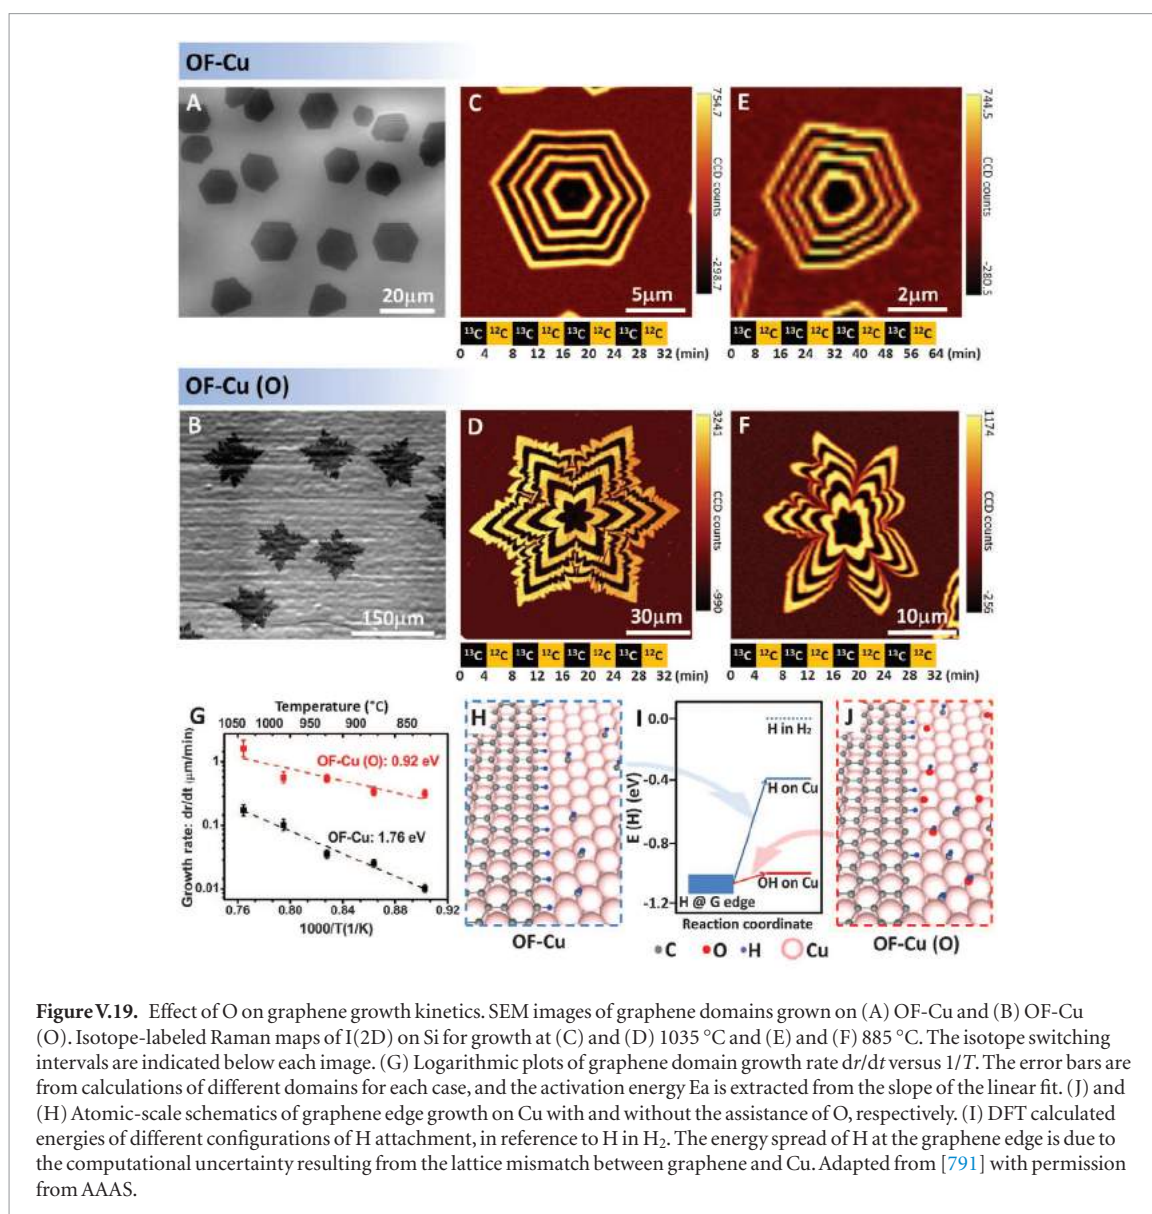 OF-Cu
A
20μm
C
5μm
754.7
CCD counts
-298.7
E
2μm
744.5
CCD counts
-280.5
¹³C ¹²C ¹³C ¹²C ¹³C ¹²C ¹³C ¹²C
0 4 8 12 16 20 24 28 32 (min)
¹³C ¹²C ¹³C ¹²C ¹³C ¹²C ¹³C ¹²C
0 8 16 24 32 40 48 56 64 (min)
OF-Cu (O)
B
150μm
D
30μm
3241
CCD counts
-990
F
10μm
1174
CCD counts
-256
¹³C ¹²C ¹³C ¹²C ¹³C ¹²C ¹³C ¹²C
0 4 8 12 16 20 24 28 32 (min)
¹³C ¹²C ¹³C ¹²C ¹³C ¹²C ¹³C ¹²C
0 4 8 12 16 20 24 28 32 (min)
G
Temperature (°C)
1030 980 930 880 850
Growth rate: dr/dt (μm/min)
1
0.1
0.01
OF-Cu (O): 0.92 eV
OF-Cu: 1.76 eV
0.76 0.80 0.84 0.88 0.92
1000/T(1/K)
H
OF-Cu
I
E (H) (eV)
0.0
-0.4
-0.8
-1.2
H in H₂
H on Cu
OH on Cu
H @ G edge
Reaction coordinate
J
OF-Cu (O)
C O H Cu
Figure V.19. Effect of O on graphene growth kinetics. SEM images of graphene domains grown on (A) OF-Cu and (B) OF-Cu
(O). Isotope-labeled Raman maps of I(2D) on Si for growth at (C) and (D) 1035 °C and (E) and (F) 885 °C. The isotope switching
intervals are indicated below each image. (G) Logarithmic plots of graphene domain growth rate dr/dt versus 1/T. The error bars are
from calculations of different domains for each case, and the activation energy Ea is extracted from the slope of the linear fit. (J) and
(H) Atomic-scale schematics of graphene edge growth on Cu with and without the assistance of O, respectively. (I) DFT calculated
energies of different configurations of H attachment, in reference to H in H₂. The energy spread of H at the graphene edge is due to
the computational uncertainty resulting from the lattice mismatch between graphene and Cu. Adapted from [791] with permission
from AAAS.